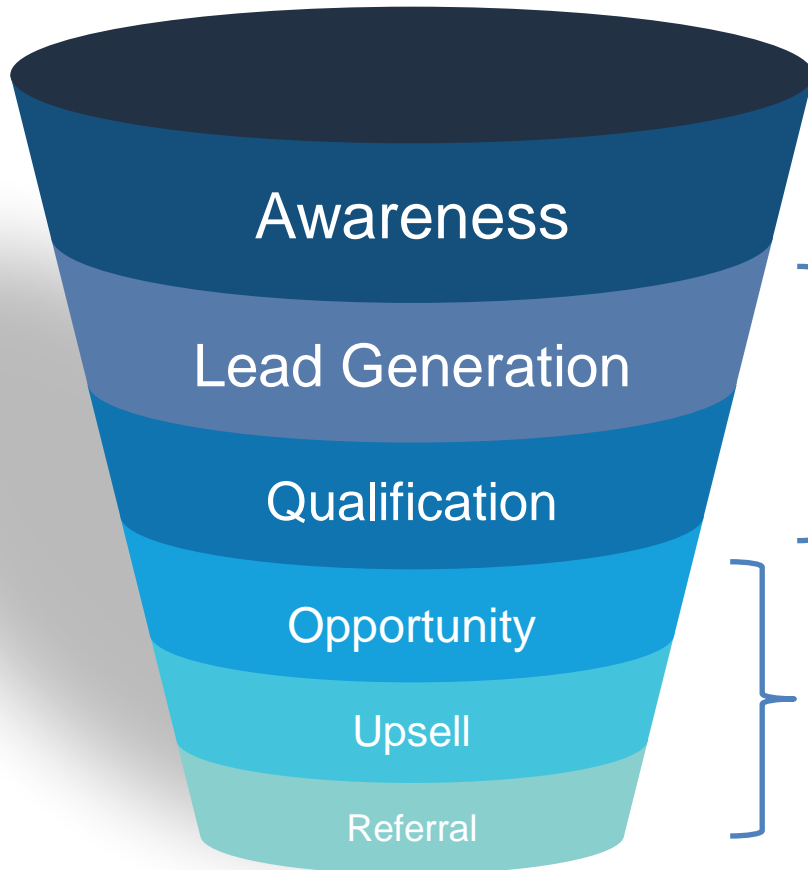 Awareness
Lead Generation
Qualification
Opportunity
Upsell
Referral